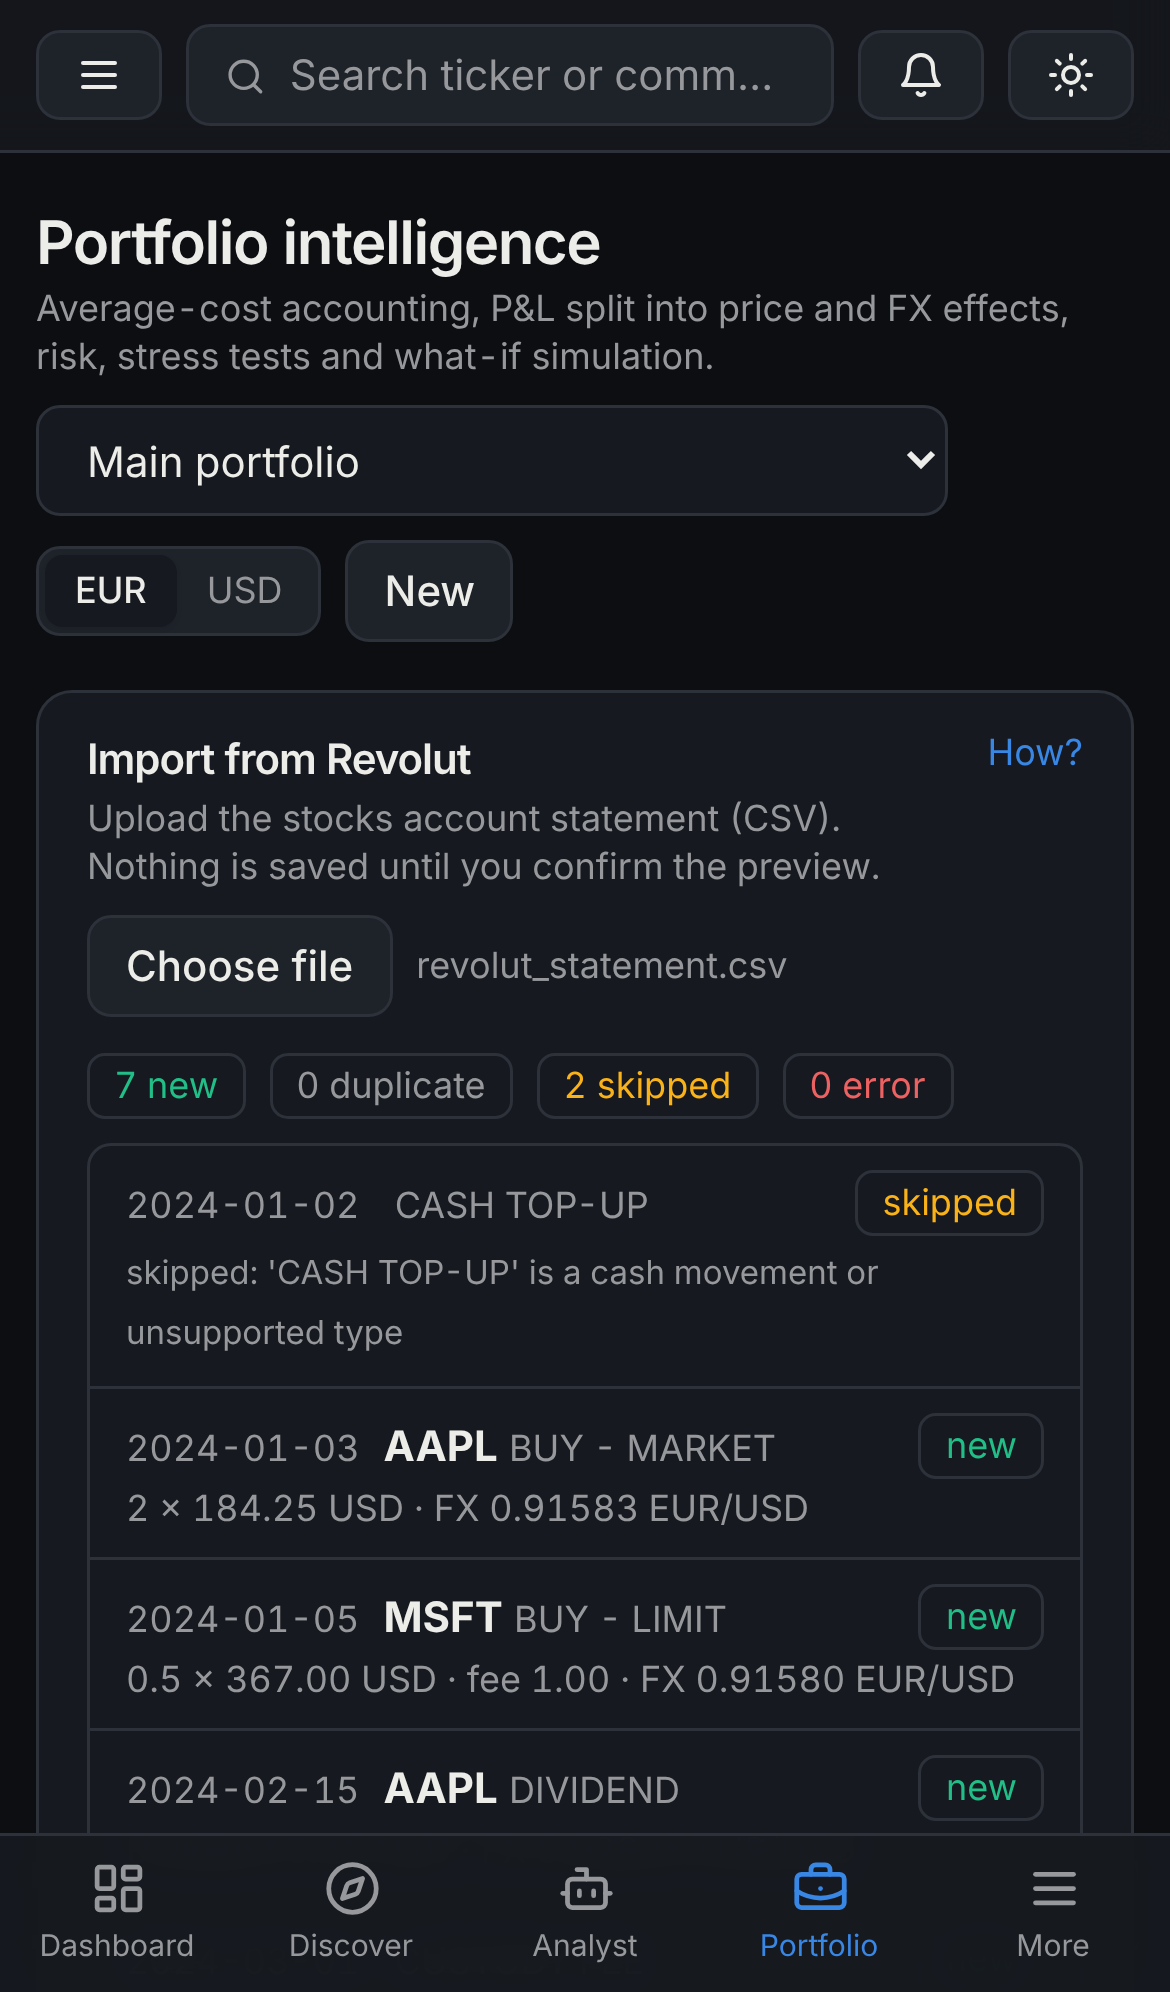 Search ticker or comm...
Portfolio intelligence
Average-cost accounting, P&L split into price and FX effects,
risk, stress tests and what-if simulation.
Main portfolio
EUR USD New
Import from Revolut How?
Upload the stocks account statement (CSV).
Nothing is saved until you confirm the preview.
Choose file revolut_statement.csv
7 new 0 duplicate 2 skipped 0 error
2024-01-02 CASH TOP-UP skipped
skipped: 'CASH TOP-UP' is a cash movement or
unsupported type
2024-01-03 AAPL BUY - MARKET new
2 × 184.25 USD · FX 0.91583 EUR/USD
2024-01-05 MSFT BUY - LIMIT new
0.5 × 367.00 USD · fee 1.00 · FX 0.91580 EUR/USD
2024-02-15 AAPL DIVIDEND new
Dashboard Discover Analyst Portfolio More